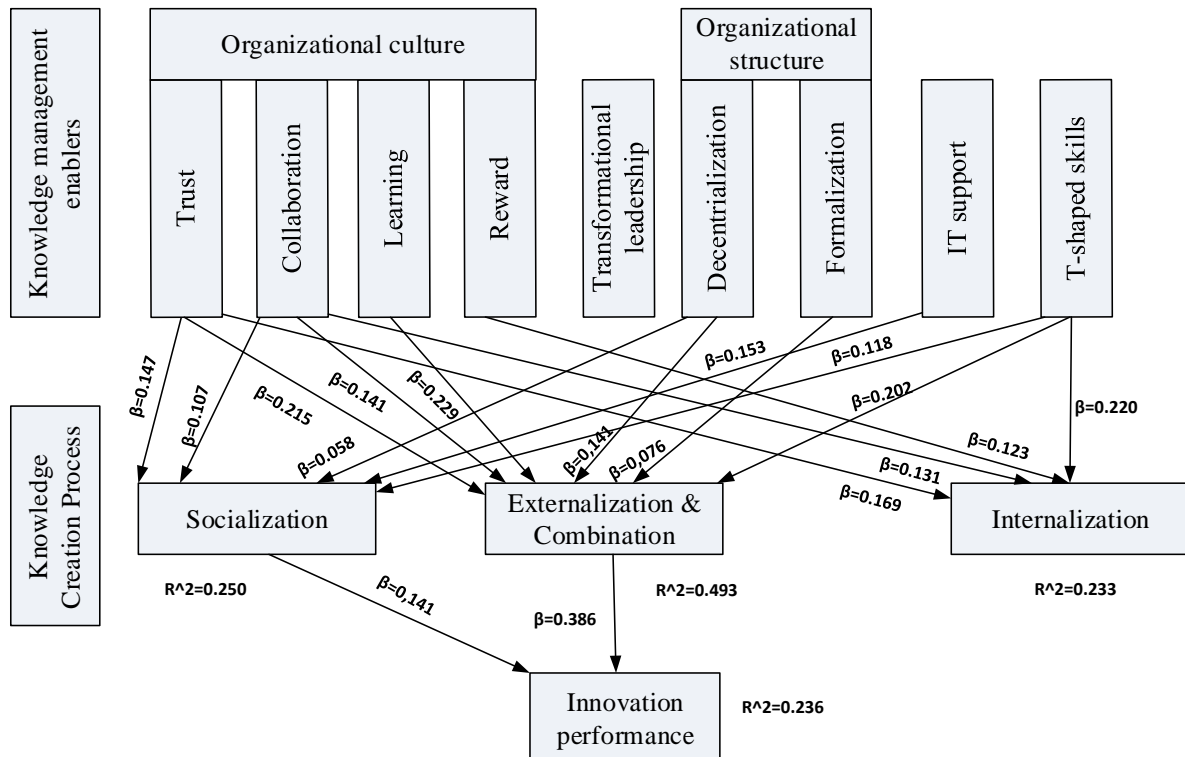 Knowledge management
enablers
Organizational culture
Organizational
structure
Trust
Collaboration
Learning
Reward
Transformational
leadership
Decentrialization
Formalization
IT support
T-shaped skills
β=0.147
β=0.107
β=0.215
β=0.141
β=0.229
β=0.058
β=0.153
β=0,141
β=0,076
β=0.118
β=0.202
β=0.220
β=0.123
β=0.131
β=0.169
Knowledge
Creation Process
Socialization
Externalization &
Combination
Internalization
R^2=0.250
R^2=0.493
R^2=0.233
β=0,141
β=0.386
Innovation
performance
R^2=0.236